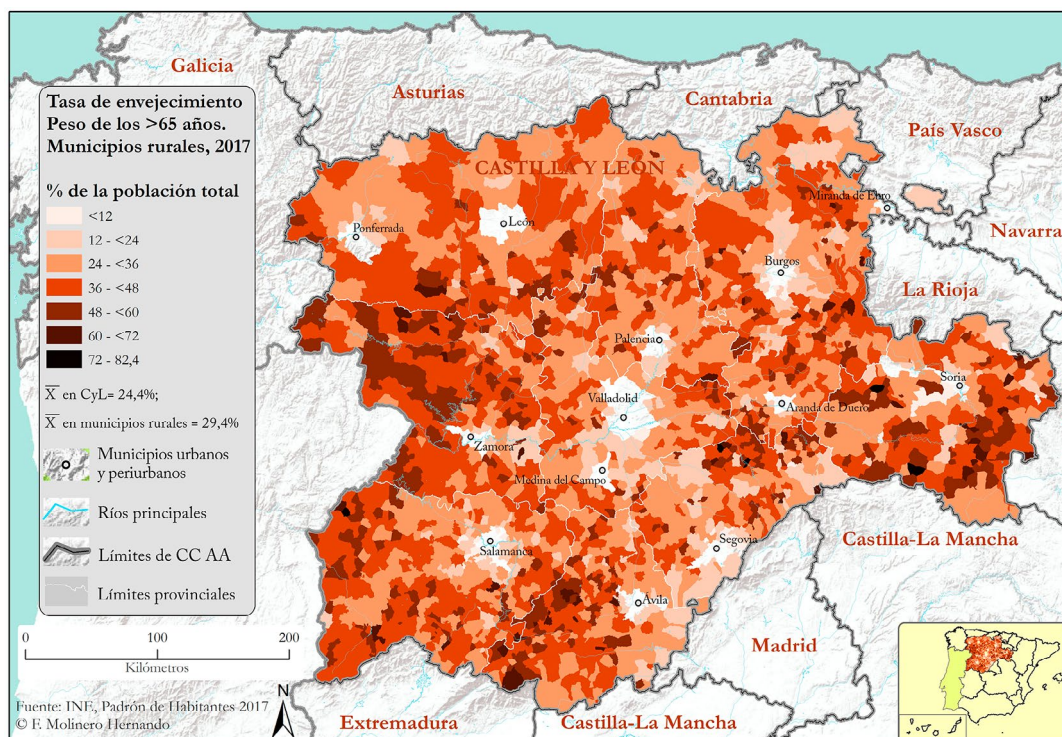 Galicia
Asturias
Cantabria
País Vasco
Navarra
La Rioja
CASTILLA Y LEÓN
Miranda de Ebro
Ponferrada
León
Burgos
Palencia
Soria
Valladolid
Aranda de Duero
Zamora
Medina del Campo
Salamanca
Segovia
Ávila
Castilla-La Mancha
Madrid
Extremadura
Castilla-La Mancha
Tasa de envejecimiento
Peso de los >65 años.
Municipios rurales, 2017
% de la población total
<12
12 - <24
24 - <36
36 - <48
48 - <60
60 - <72
72 - 82,4
X̅ en CyL= 24,4%;
X̅ en municipios rurales = 29,4%
Municipios urbanos
y periurbanos
Ríos principales
Límites de CC AA
Límites provinciales
0 100 200
Kilómetros
N
Fuente: INE, Padrón de Habitantes 2017
© F. Molinero Hernando